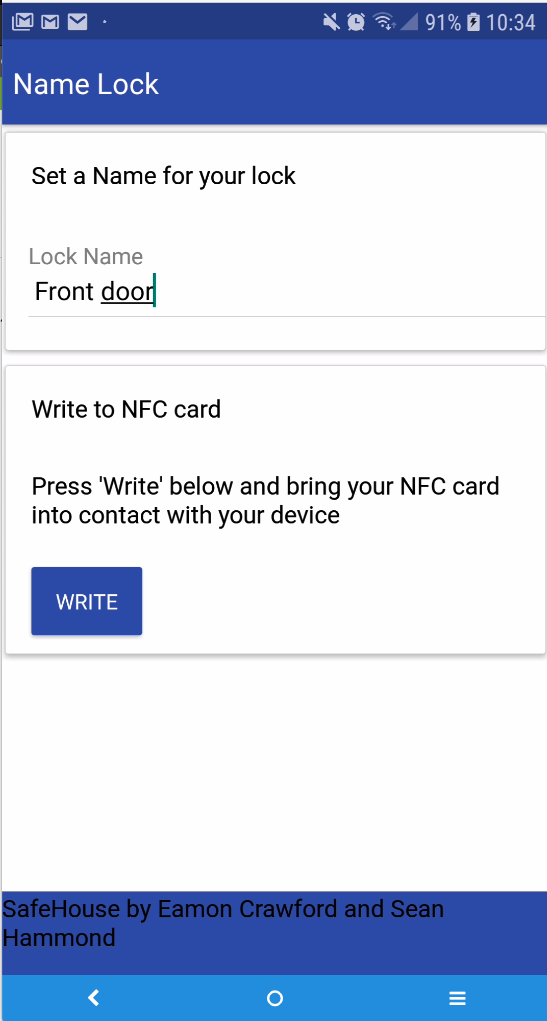 91% 10:34
Name Lock
Set a Name for your lock
Lock Name
Front door
Write to NFC card
Press 'Write' below and bring your NFC card
into contact with your device
WRITE
SafeHouse by Eamon Crawford and Sean
Hammond